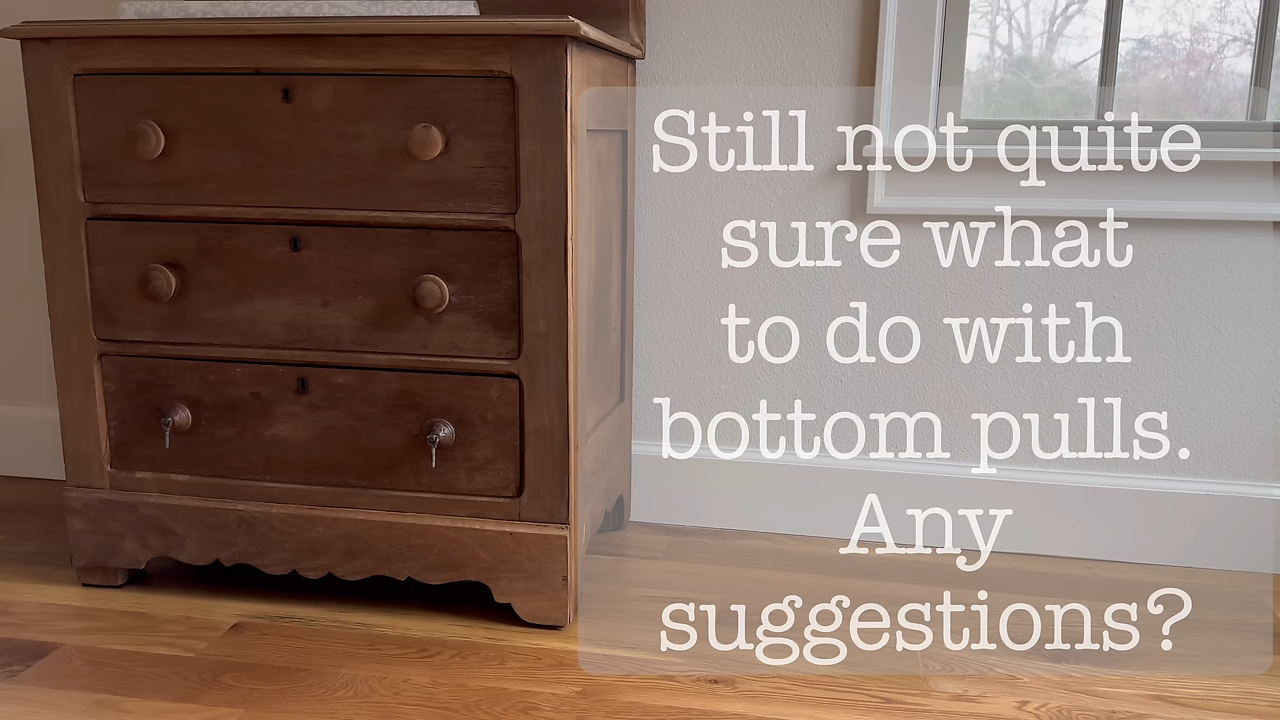 Still not quite
sure what
to do with
bottom pulls.
Any
suggestions?